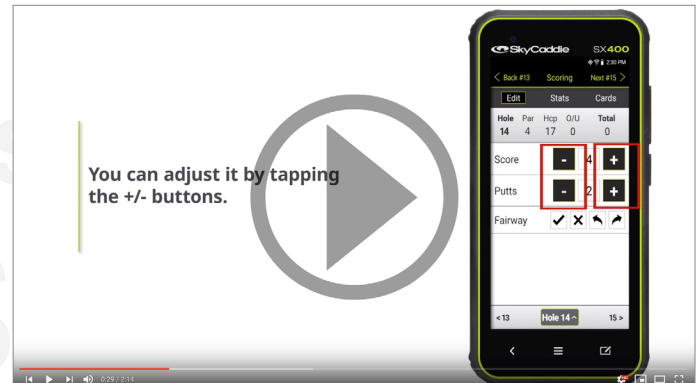 You can adjust it by tapping
the +/- buttons.
SkyCaddie SX400
2:30 PM
< Back #13 Scoring Next #15 >
Edit Stats Cards
Hole Par Hcp O/U Total
14 4 17 0 0
Score - 4 +
Putts - 2 +
Fairway
< 13 Hole 14 15 >
0:29 / 2:14